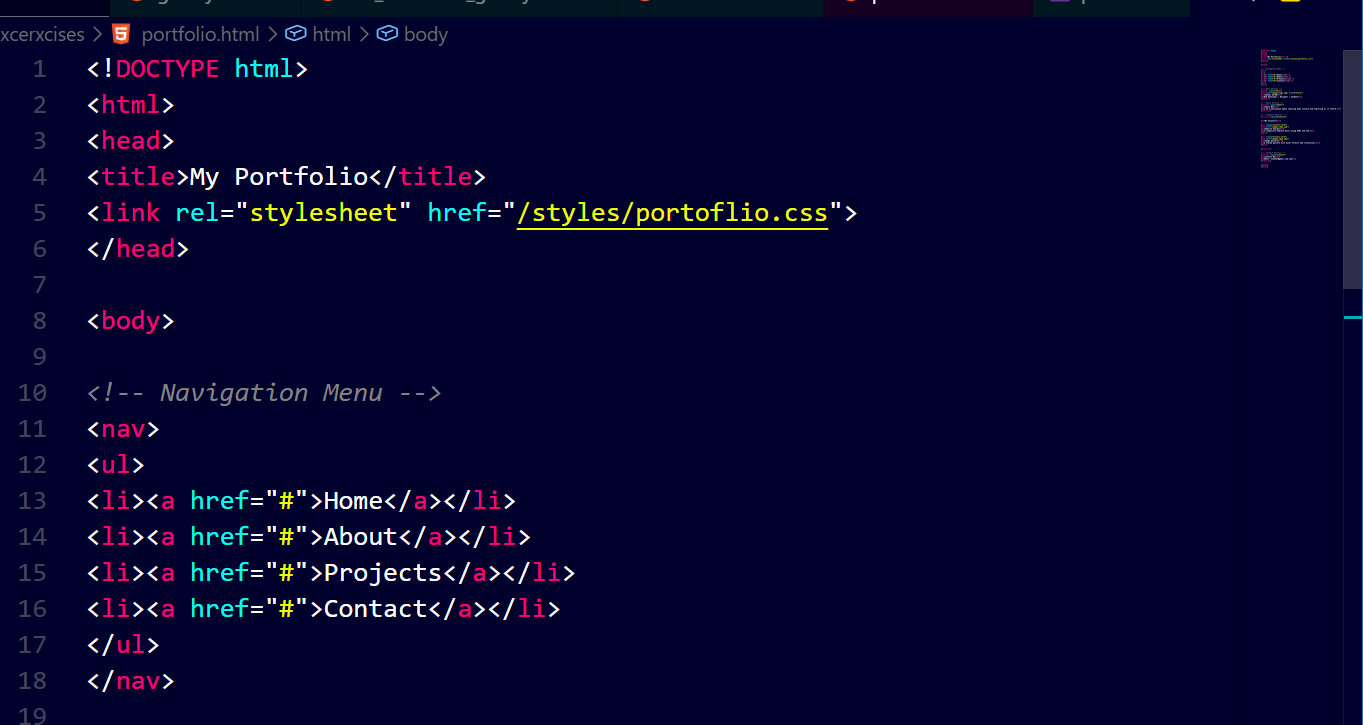 xcerxcises > portfolio.html > html > body
1 <!DOCTYPE html>
2 <html>
3 <head>
4 <title>My Portfolio</title>
5 <link rel="stylesheet" href="/styles/portoflio.css">
6 </head>
7
8 <body>
9
10 <!-- Navigation Menu -->
11 <nav>
12 <ul>
13 <li><a href="#">Home</a></li>
14 <li><a href="#">About</a></li>
15 <li><a href="#">Projects</a></li>
16 <li><a href="#">Contact</a></li>
17 </ul>
18 </nav>
19